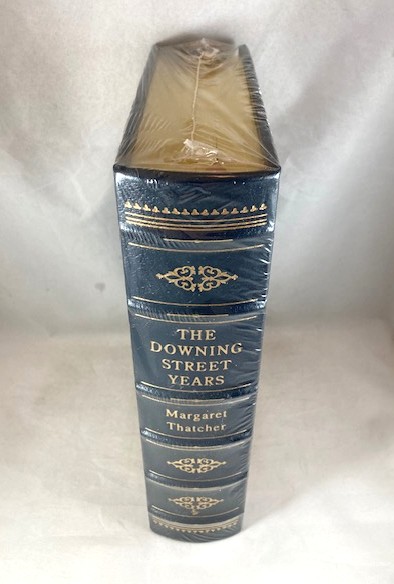 THE
DOWNING
STREET
YEARS
Margaret
Thatcher